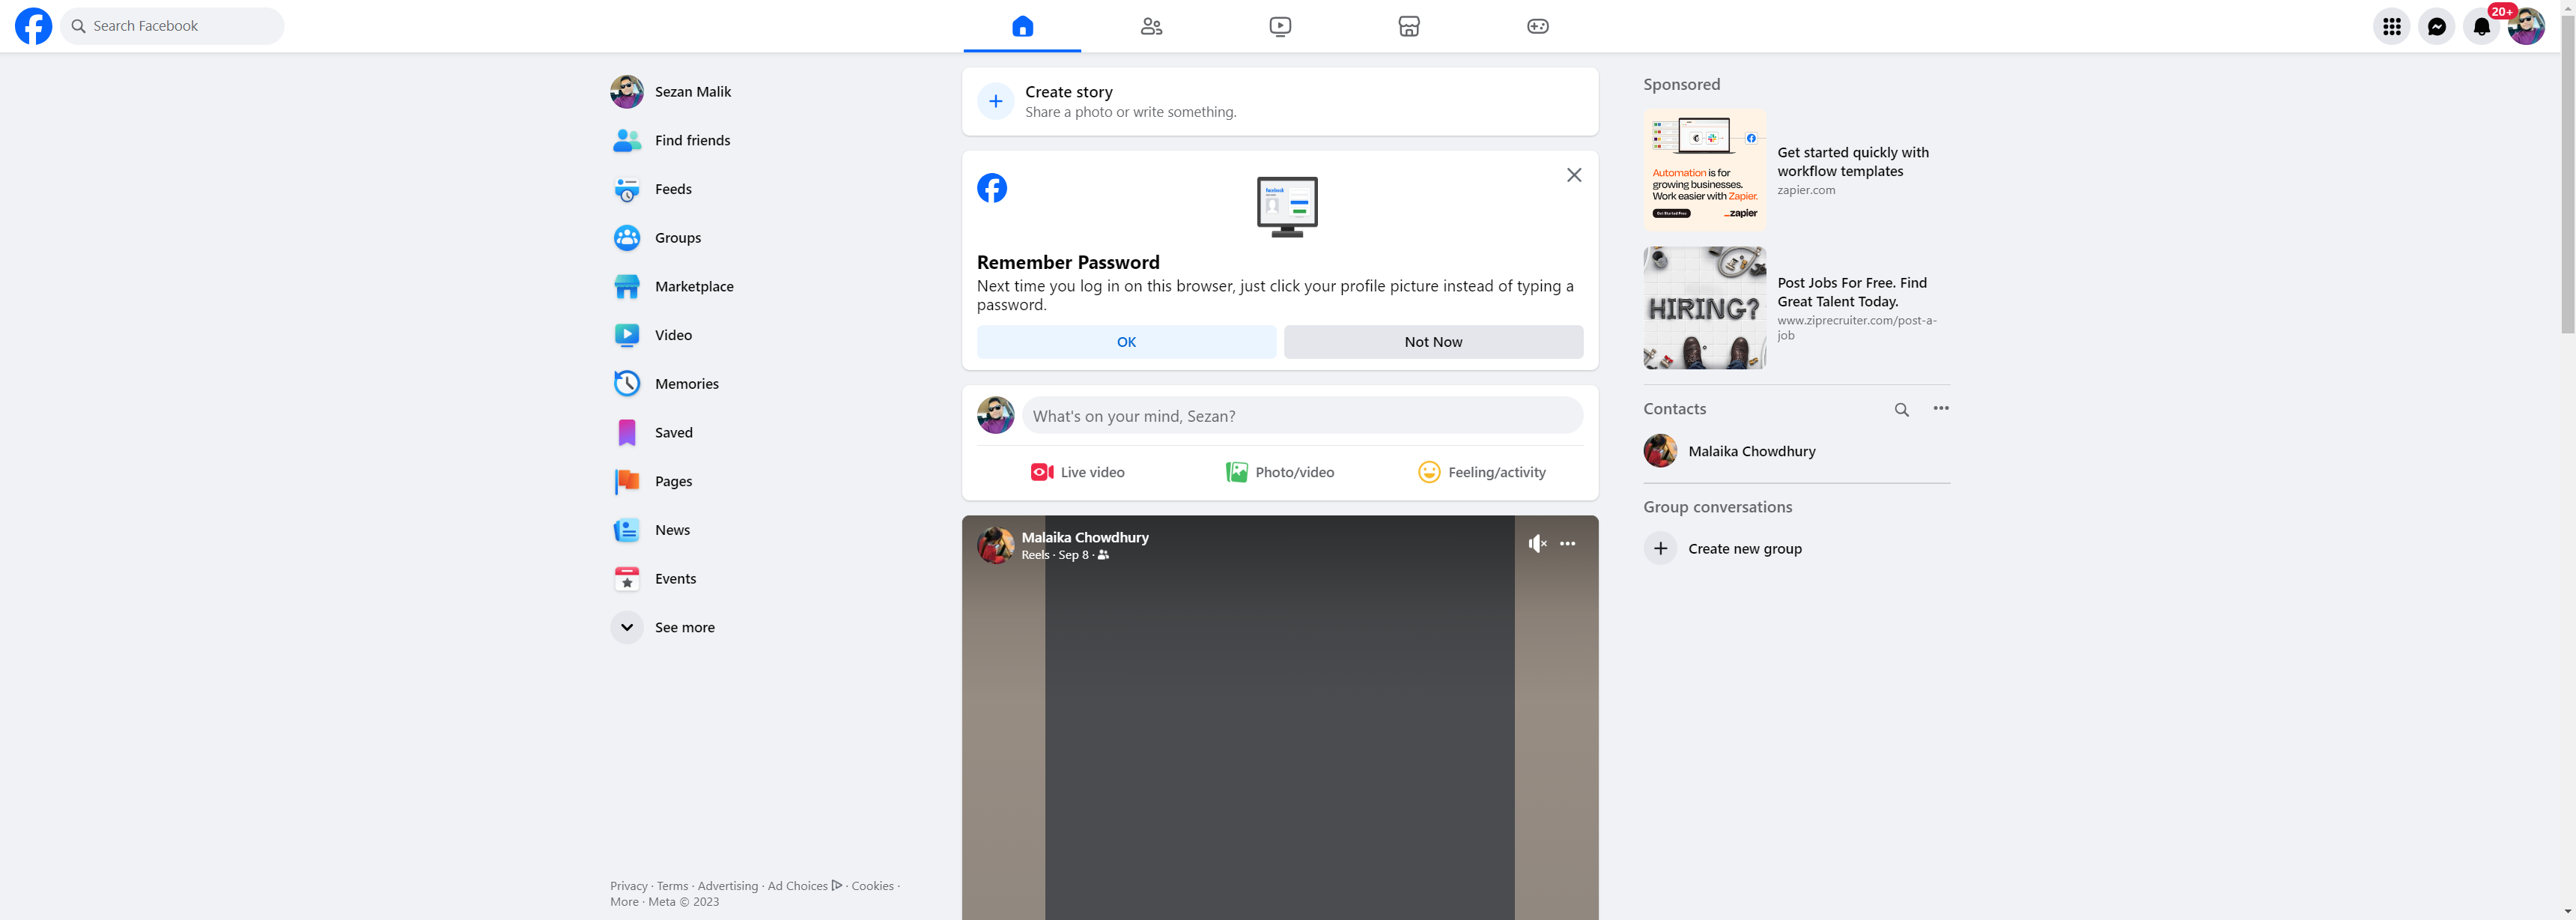 Search Facebook
20+
Sezan Malik
Find friends
Feeds
Groups
Marketplace
Video
Memories
Saved
Pages
News
Events
See more
Privacy · Terms · Advertising · Ad Choices · Cookies ·
More · Meta © 2023
Create story
Share a photo or write something.
facebook
Remember Password
Next time you log in on this browser, just click your profile picture instead of typing a
password.
OK
Not Now
What's on your mind, Sezan?
Live video
Photo/video
Feeling/activity
Malaika Chowdhury
Reels · Sep 8 ·
Sponsored
Automation is for
growing businesses.
Work easier with Zapier.
Get Started Free
_zapier
Get started quickly with
workflow templates
zapier.com
HIRING?
Post Jobs For Free. Find
Great Talent Today.
www.ziprecruiter.com/post-a-
job
Contacts
Malaika Chowdhury
Group conversations
Create new group